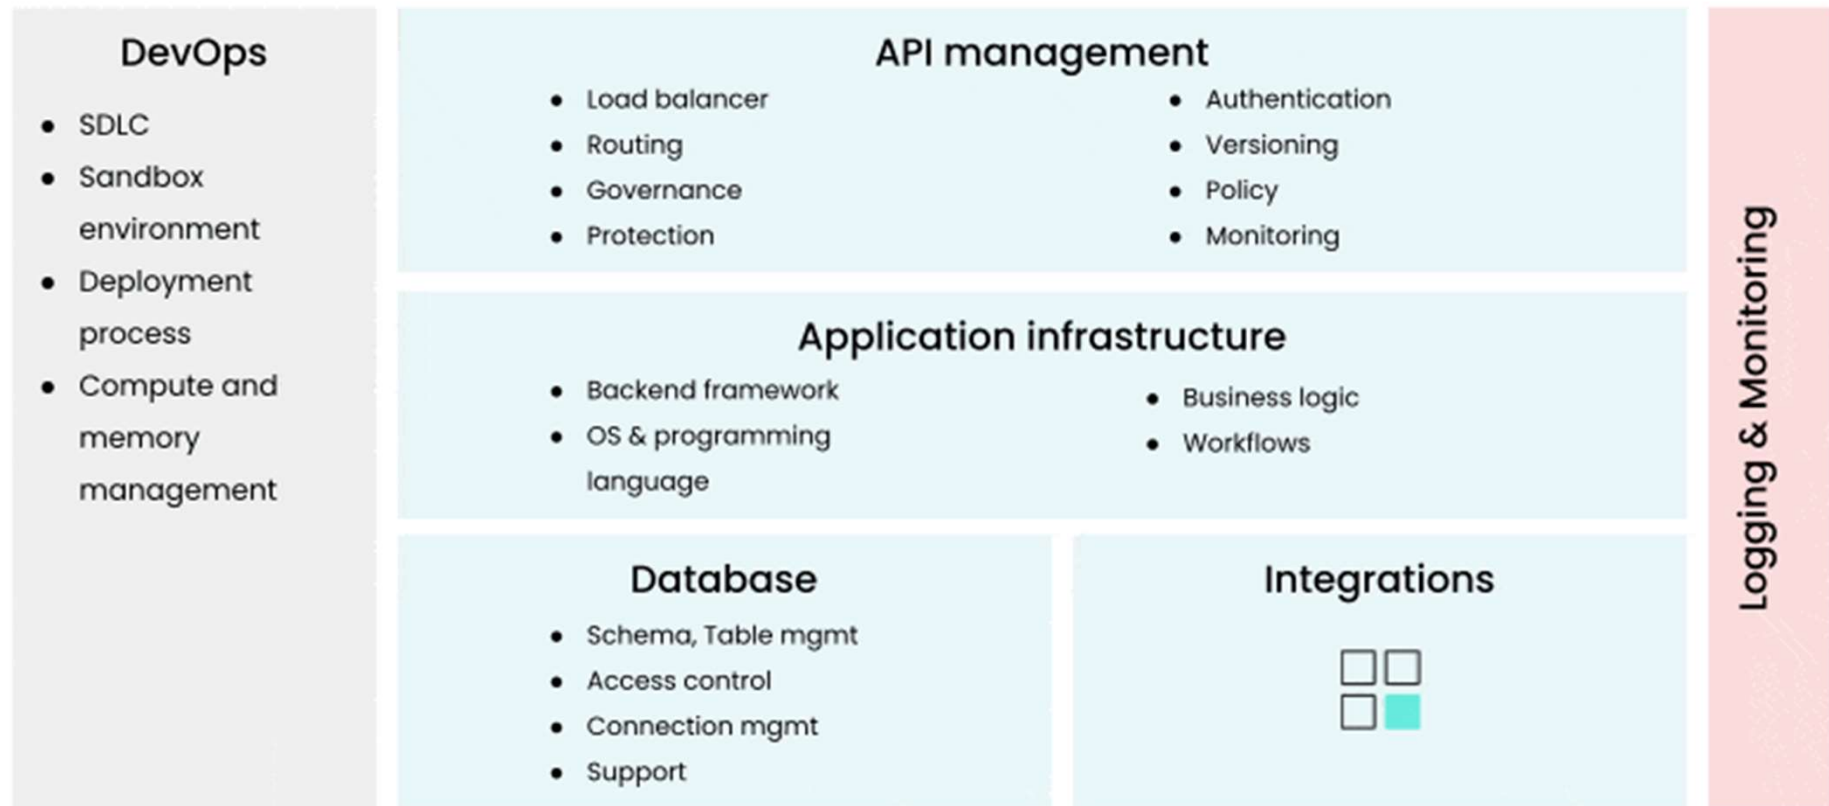 DevOps
• SDLC
• Sandbox
environment
• Deployment
process
• Compute and
memory
management
API management
• Load balancer
• Routing
• Governance
• Protection
• Authentication
• Versioning
• Policy
• Monitoring
Application infrastructure
• Backend framework
• OS & programming
language
• Business logic
• Workflows
Database
• Schema, Table mgmt
• Access control
• Connection mgmt
• Support
Integrations
Logging & Monitoring